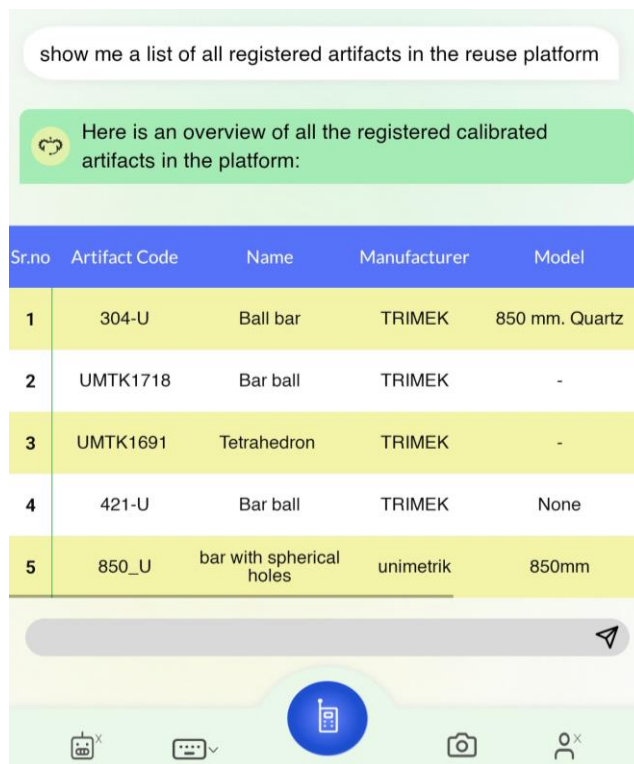 show me a list of all registered artifacts in the reuse platform
Here is an overview of all the registered calibrated
artifacts in the platform:
Sr.no Artifact Code Name Manufacturer Model
1 304-U Ball bar TRIMEK 850 mm. Quartz
2 UMTK1718 Bar ball TRIMEK -
3 UMTK1691 Tetrahedron TRIMEK -
4 421-U Bar ball TRIMEK None
5 850_U bar with spherical holes unimetrik 850mm